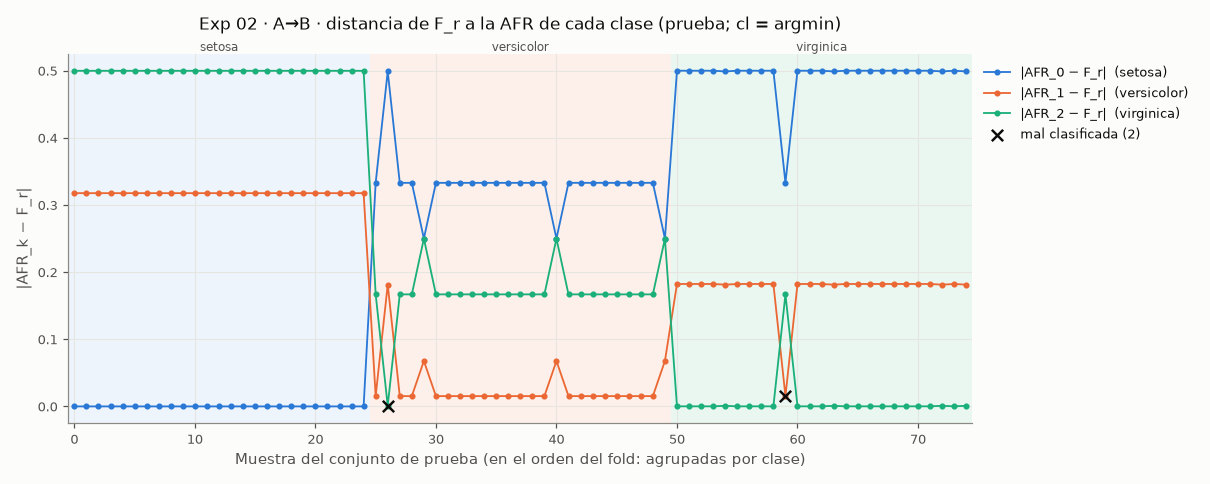 Exp 02 · A→B · distancia de F_r a la AFR de cada clase (prueba; cl = argmin)
setosa
versicolor
virginica
|AFR_0 − F_r| (setosa)
|AFR_1 − F_r| (versicolor)
|AFR_2 − F_r| (virginica)
mal clasificada (2)
|AFR_k − F_r|
0.5
0.4
0.3
0.2
0.1
0.0
0 10 20 30 40 50 60 70
Muestra del conjunto de prueba (en el orden del fold: agrupadas por clase)